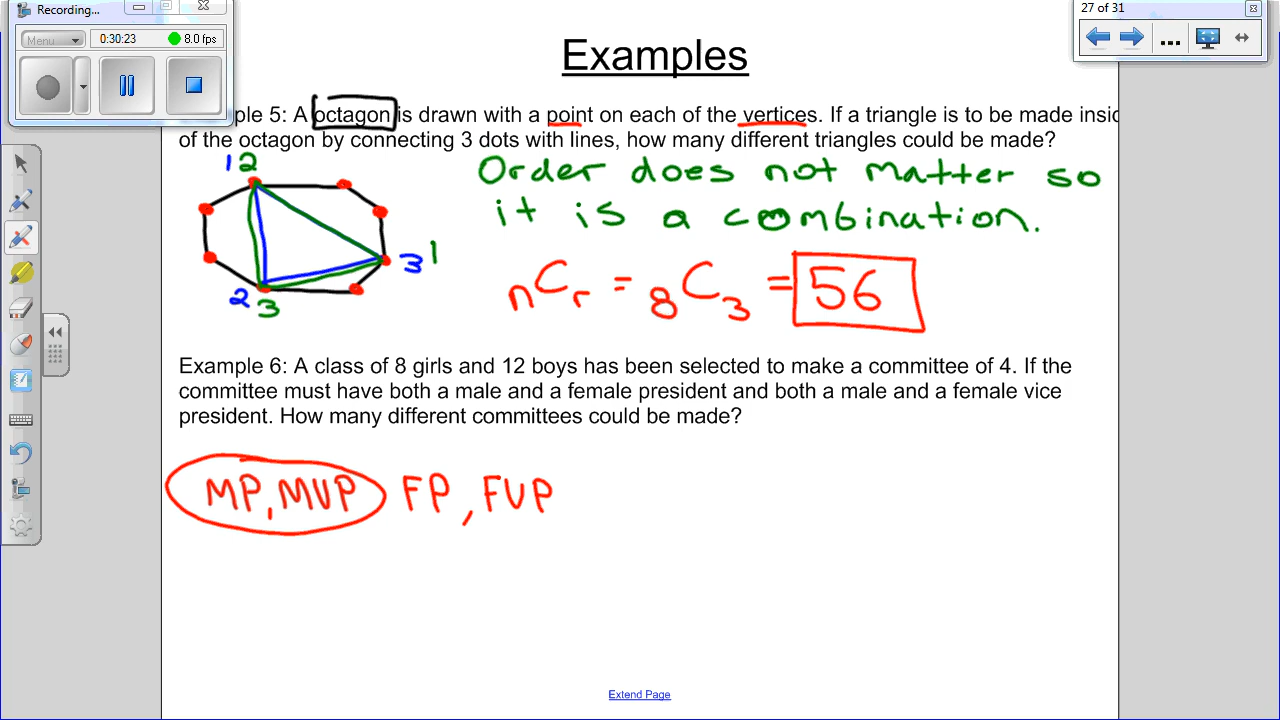 Recording...
Menu
0:30:23
8.0 fps
27 of 31
Examples
ple 5: A octagon is drawn with a point on each of the vertices. If a triangle is to be made insid
of the octagon by connecting 3 dots with lines, how many different triangles could be made?
1 2
3 1
2 3
Order does not matter so
it is a combination.
nCr = 8C3 = 56
Example 6: A class of 8 girls and 12 boys has been selected to make a committee of 4. If the
committee must have both a male and a female president and both a male and a female vice
president. How many different committees could be made?
MP, MVP FP, FVP
Extend Page